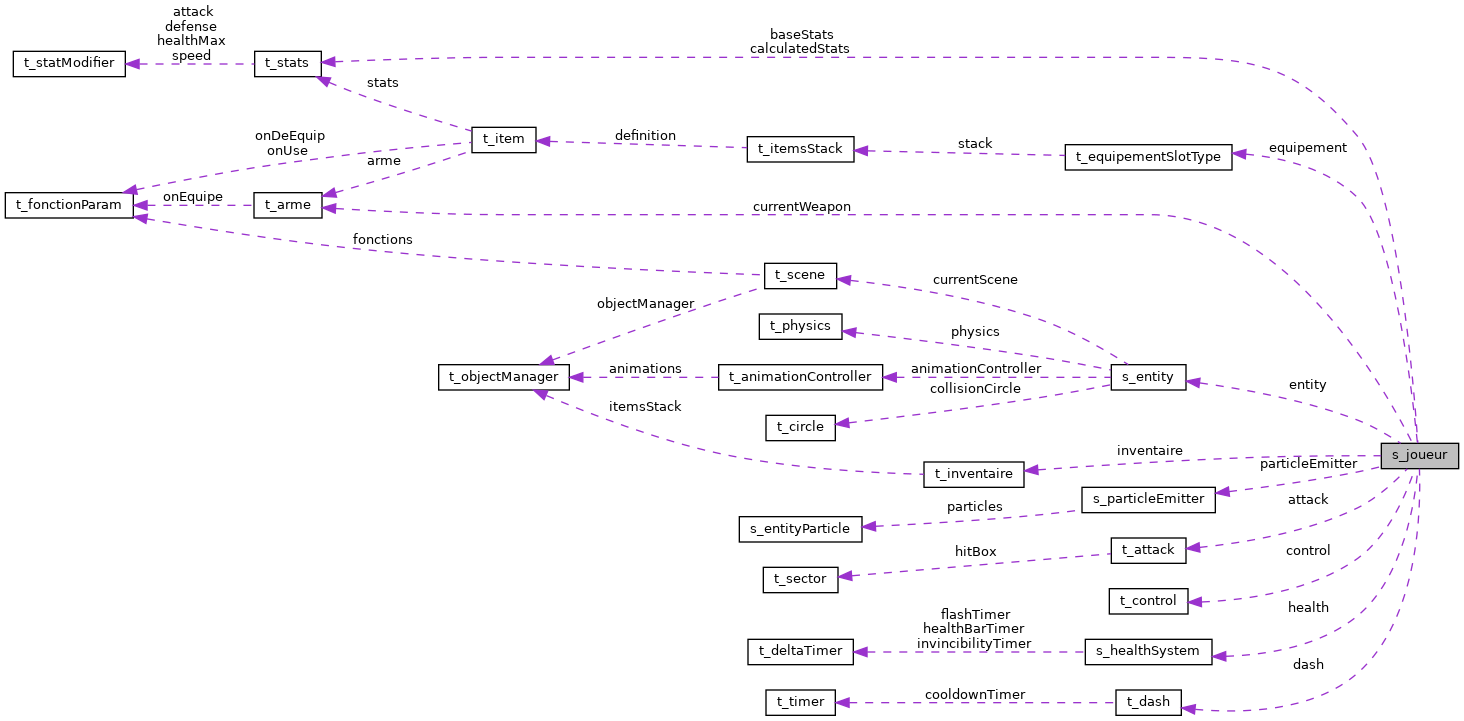 attack
defense
healthMax
speed
baseStats
calculatedStats
t_statModifier
t_stats
stats
onDeEquip
onUse
t_item
definition
t_itemsStack
stack
t_equipementSlotType
equipement
arme
t_fonctionParam
onEquipe
t_arme
currentWeapon
fonctions
t_scene
currentScene
objectManager
t_physics
physics
t_objectManager
animations
t_animationController
animationController
collisionCircle
s_entity
entity
itemsStack
t_circle
s_joueur
t_inventaire
inventaire
particleEmitter
s_entityParticle
particles
s_particleEmitter
attack
t_sector
hitBox
t_attack
control
t_control
flashTimer
healthBarTimer
invincibilityTimer
health
t_deltaTimer
s_healthSystem
dash
t_timer
cooldownTimer
t_dash